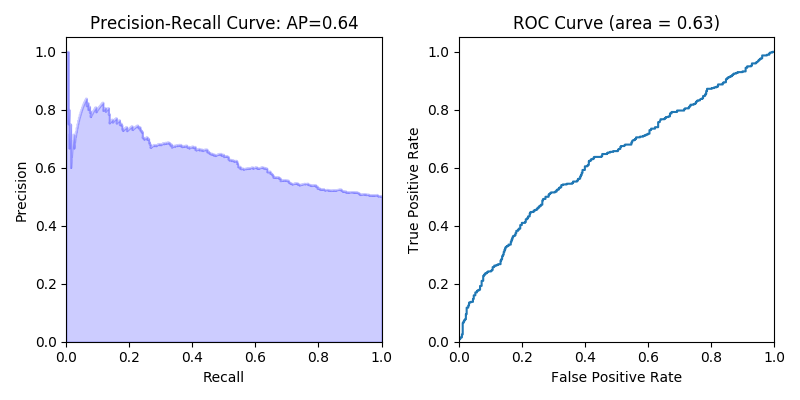 Precision-Recall Curve: AP=0.64
1.0
0.8
0.6
0.4
0.2
0.0
Precision
0.0 0.2 0.4 0.6 0.8 1.0
Recall
ROC Curve (area = 0.63)
1.0
0.8
0.6
0.4
0.2
0.0
True Positive Rate
0.0 0.2 0.4 0.6 0.8 1.0
False Positive Rate